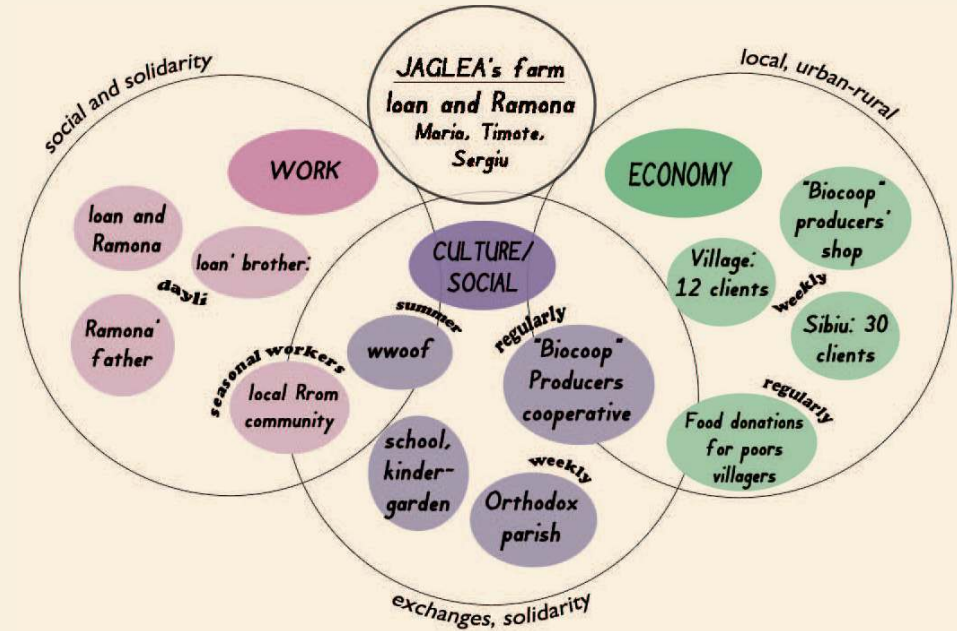 JAGLEA's farm
Ioan and Ramona
Maria, Timote,
Sergiu
social and solidarity
WORK
Ioan and
Ramona
Ioan' brother:
dayli
Ramona'
father
seasonal workers
local Rrom
community
CULTURE/
SOCIAL
summer
wwoof
regularly
"Biocoop"
Producers
cooperative
school,
kinder-
garden
weekly
Orthodox
parish
exchanges, solidarity
local, urban-rural
ECONOMY
"Biocoop"
producers'
shop
Village:
12 clients
weekly
Sibiu: 30
clients
regularly
Food donations
for poors
villagers